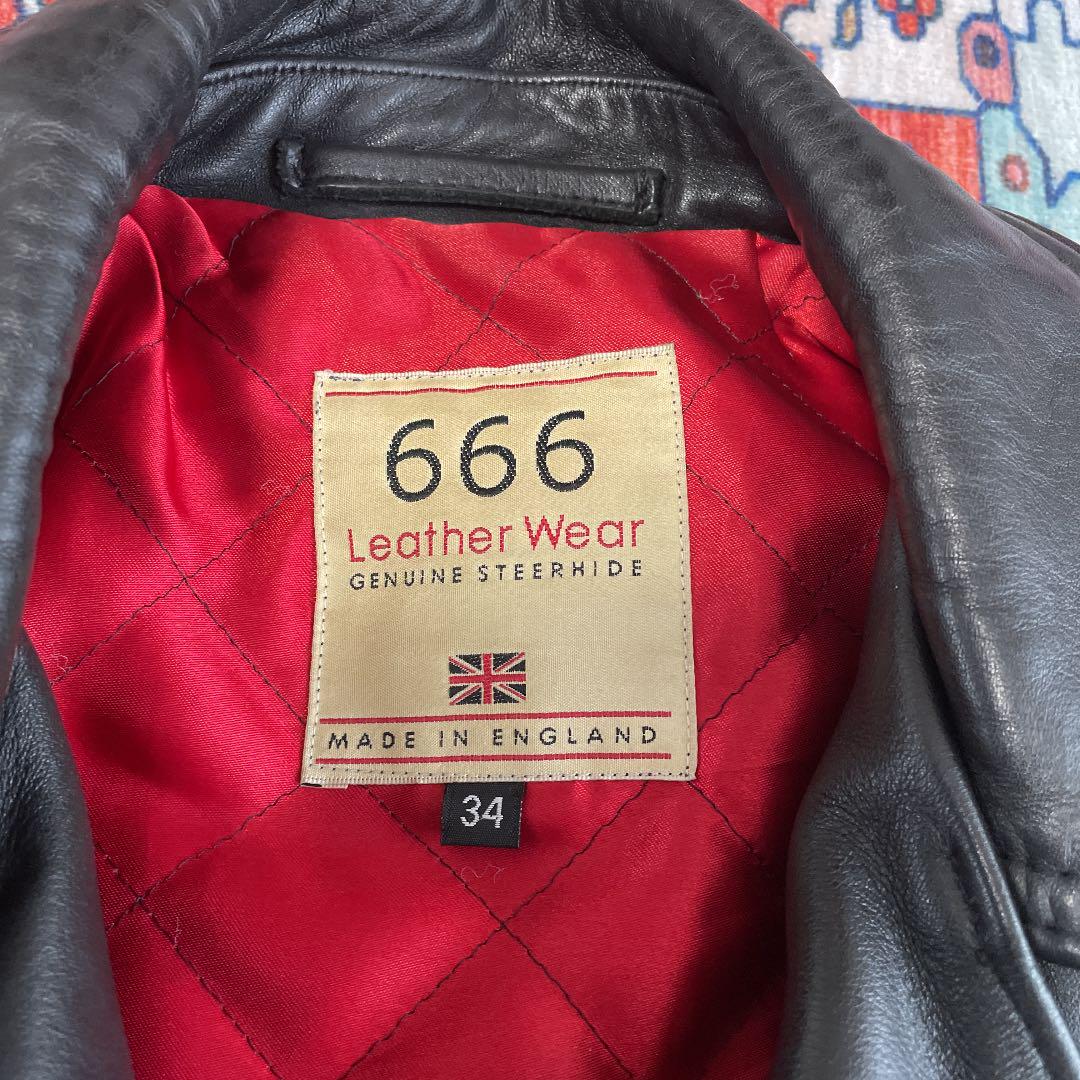 666
Leather Wear
GENUINE STEERHIDE
MADE IN ENGLAND
34